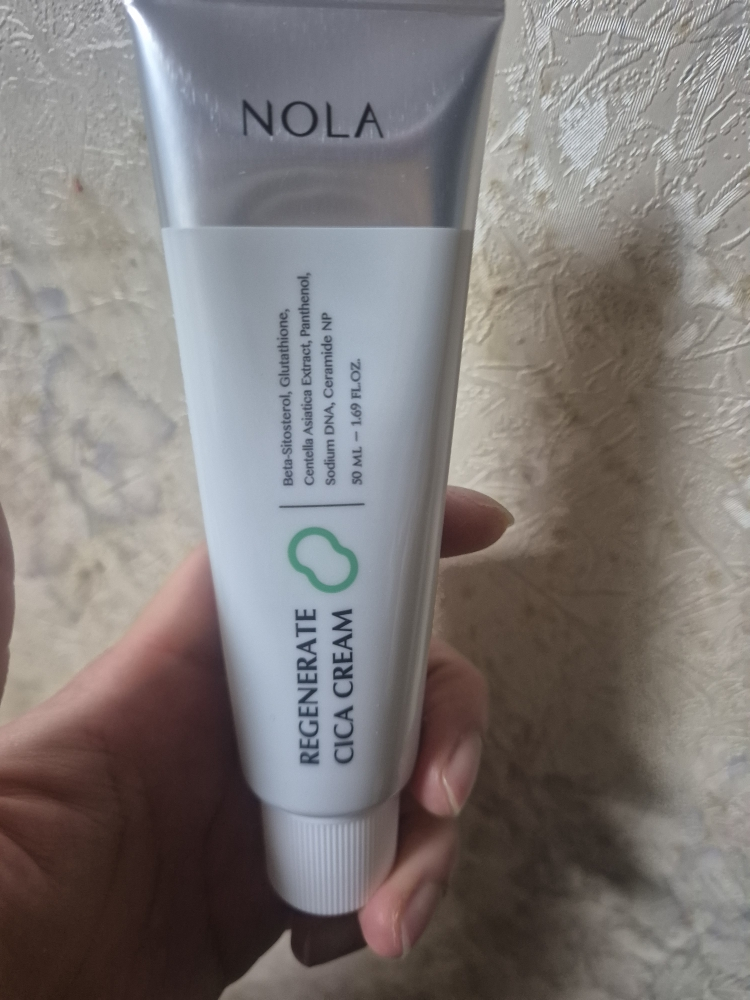 NOLA
REGENERATE
CICA CREAM
Beta-Sitosterol, Glutathione,
Centella Asiatica Extract, Panthenol,
Sodium DNA, Ceramide NP
50 ML – 1.69 FL.OZ.